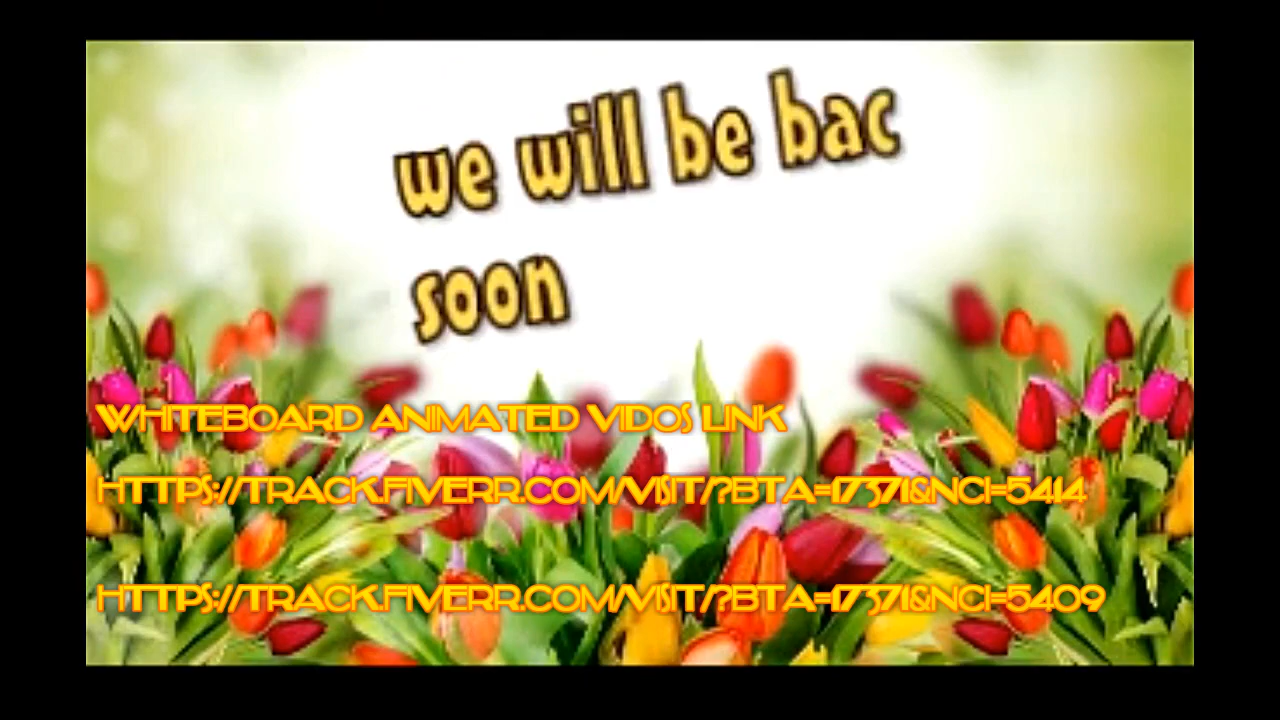 we will be bac
soon
WHITEBOARD ANIMATED VIDOS LINK
HTTPS://TRACK.FIVERR.COM/VISIT/?BTA=17371&NCI=5414
HTTPS://TRACK.FIVERR.COM/VISIT/?BTA=17371&NCI=5409